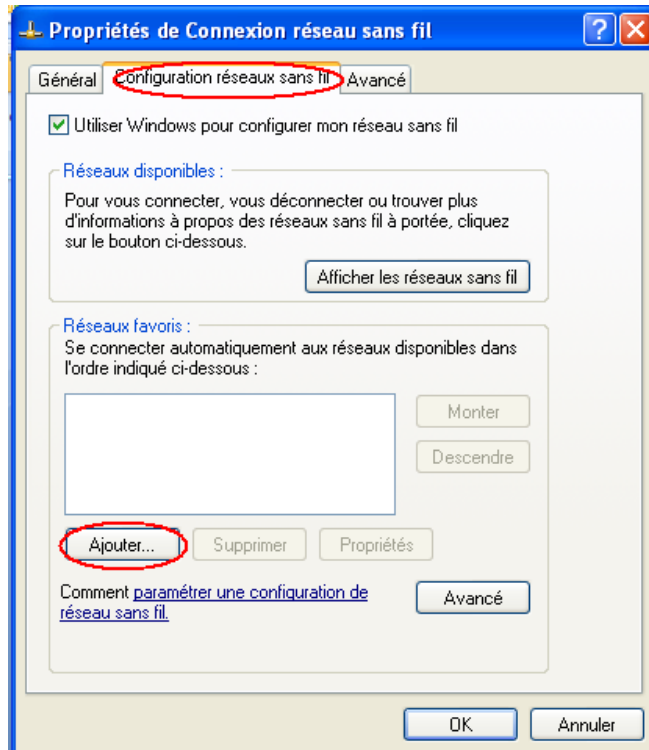 Propriétés de Connexion réseau sans fil
Général Configuration réseaux sans fil Avancé
Utiliser Windows pour configurer mon réseau sans fil
Réseaux disponibles :
Pour vous connecter, vous déconnecter ou trouver plus
d'informations à propos des réseaux sans fil à portée, cliquez
sur le bouton ci-dessous.
Afficher les réseaux sans fil
Réseaux favoris :
Se connecter automatiquement aux réseaux disponibles dans
l'ordre indiqué ci-dessous :
Monter
Descendre
Ajouter... Supprimer Propriétés
Comment paramétrer une configuration de
réseau sans fil.
Avancé
OK Annuler